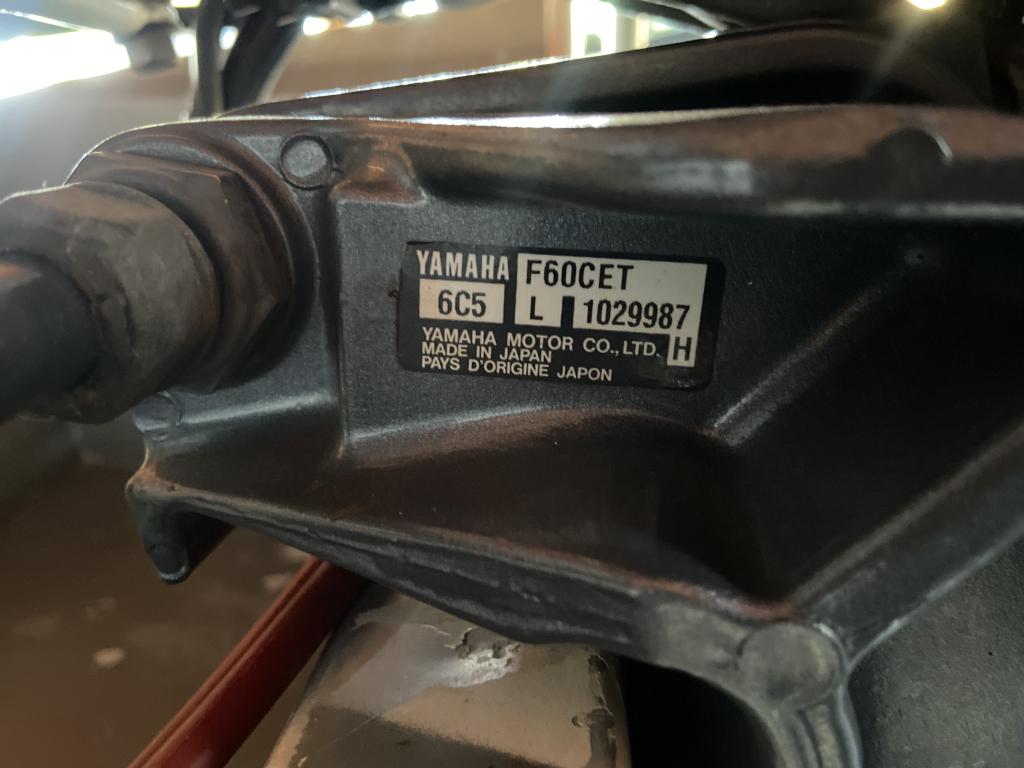 YAMAHA F60CET
6C5 L 1029987
YAMAHA MOTOR CO.,LTD. H
MADE IN JAPAN
PAYS D'ORIGINE JAPON